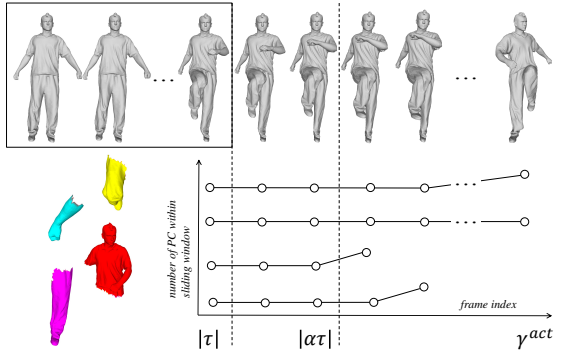 ...
number of PC within
sliding window
...
frame index
|τ| |ατ| γ^act